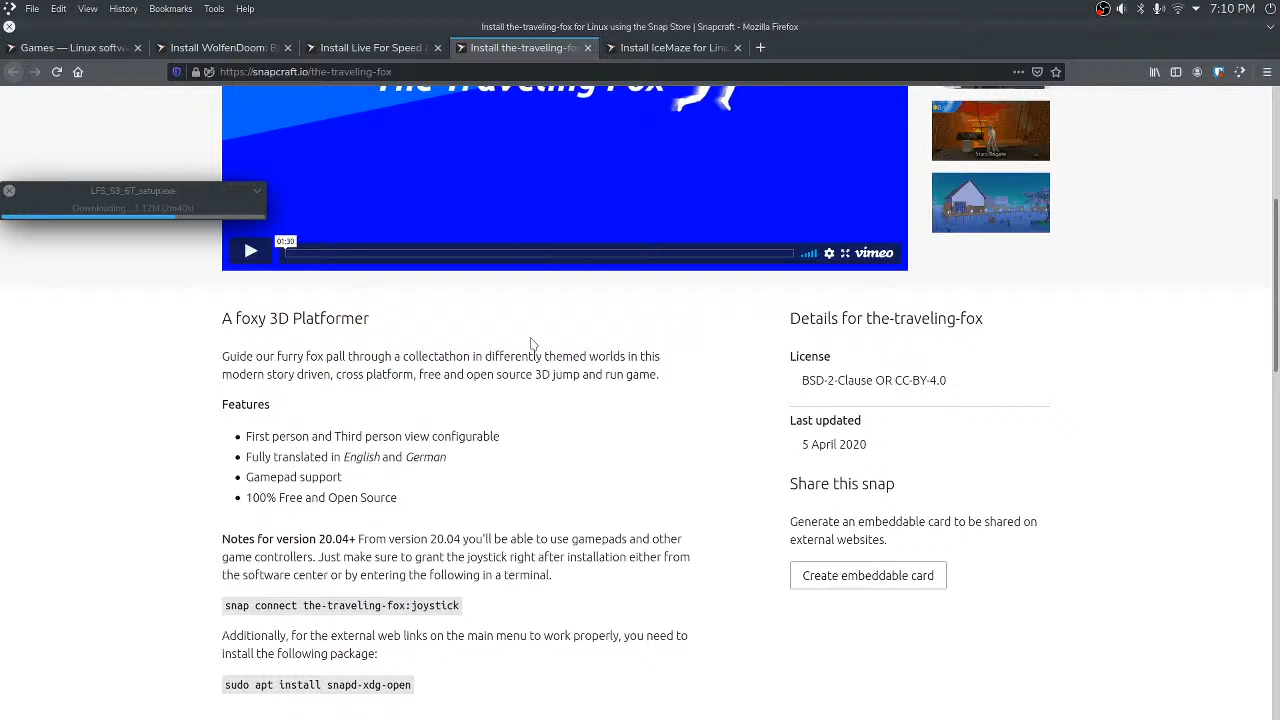 File Edit View History Bookmarks Tools Help
7:10 PM
Install the-traveling-fox for Linux using the Snap Store | Snapcraft - Mozilla Firefox
Games — Linux softw
Install WolfenDoom: Bl
Install Live For Speed |
Install the-traveling-fo
Install IceMaze for Linu
https://snapcraft.io/the-traveling-fox
The Traveling Fox
LFS_S3_6T_setup.exe
Downloading... 1.12M (2m40s)
01:30
vimeo
A foxy 3D Platformer
Guide our furry fox pall through a collectathon in differently themed worlds in this
modern story driven, cross platform, free and open source 3D jump and run game.
Features
First person and Third person view configurable
Fully translated in English and German
Gamepad support
100% Free and Open Source
Notes for version 20.04+ From version 20.04 you'll be able to use gamepads and other
game controllers. Just make sure to grant the joystick right after installation either from
the software center or by entering the following in a terminal.
snap connect the-traveling-fox:joystick
Additionally, for the external web links on the main menu to work properly, you need to
install the following package:
sudo apt install snapd-xdg-open
Details for the-traveling-fox
License
BSD-2-Clause OR CC-BY-4.0
Last updated
5 April 2020
Share this snap
Generate an embeddable card to be shared on
external websites.
Create embeddable card